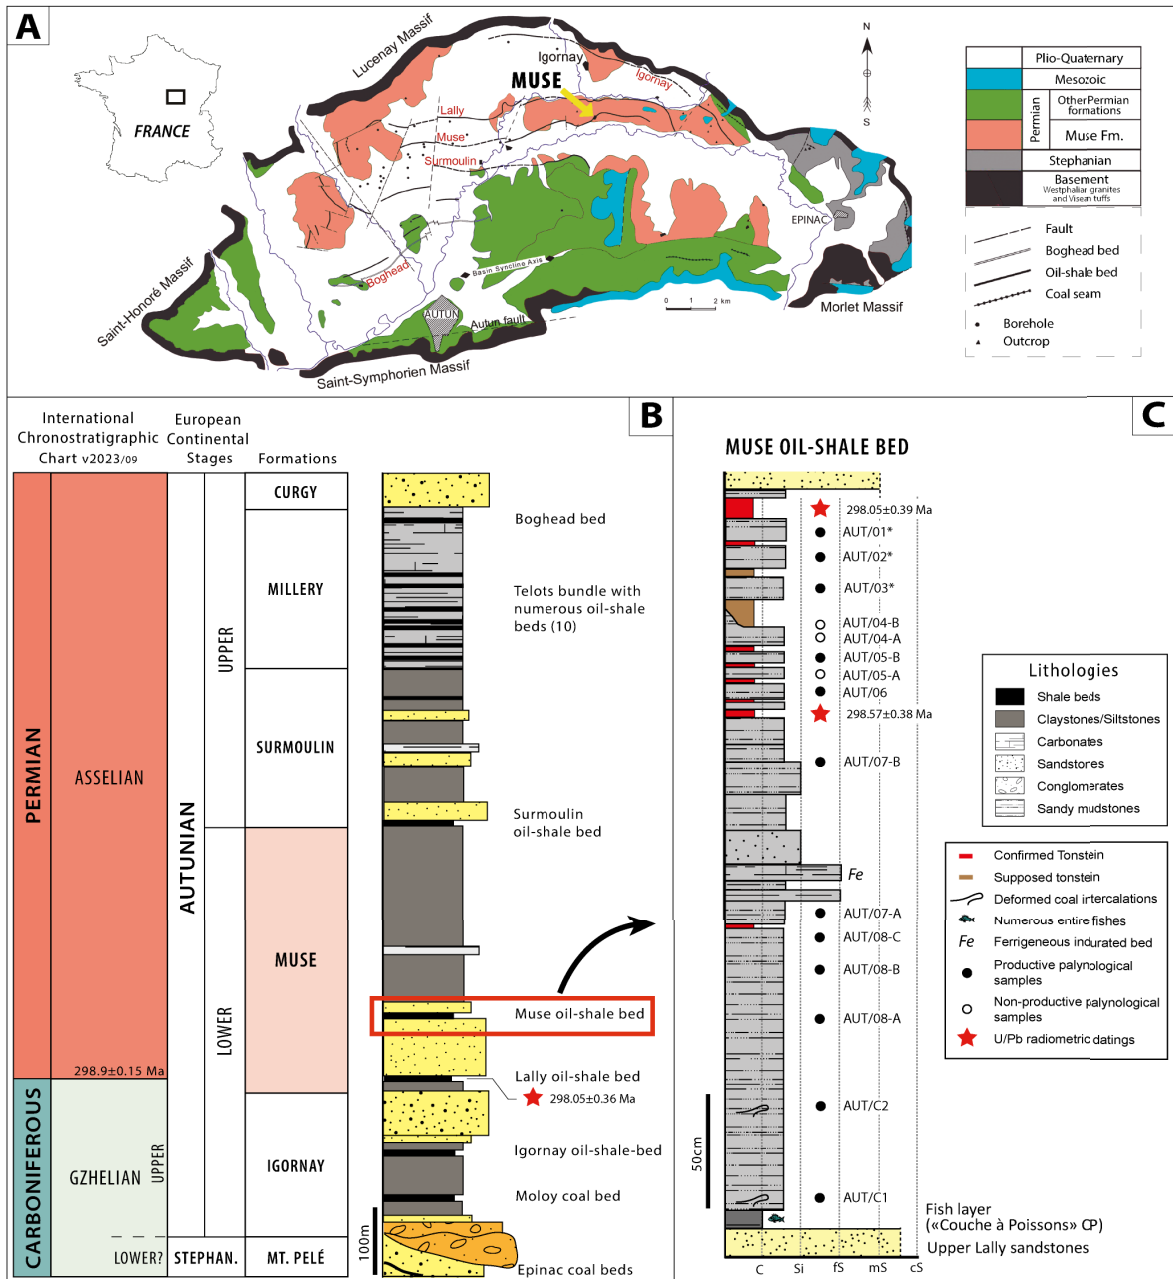 A
Lucenay Massif
Igornay
Igornay
MUSE
N
S
FRANCE
Lally
Muse
Surmoulin
EPINAC
Boghead
Basin Syncline Axis
Saint-Honoré Massif
AUTUN
Autun fault
0 1 2 km
Morlet Massif
Saint-Symphorien Massif
Plio-Quaternary
Mesozoic
Permian
OtherPermian
formations
Muse Fm.
Stephanian
Basement
Westphalian granites
and Visean tuffs
Fault
Boghead bed
Oil-shale bed
Coal seam
Borehole
Outcrop
B
International
Chronostratigraphic
Chart v2023/09
European
Continental
Stages
Formations
PERMIAN
CARBONIFEROUS
ASSELIAN
298.9±0.15 Ma
GZHELIAN
UPPER
LOWER?
AUTUNIAN
UPPER
LOWER
STEPHAN.
CURGY
MILLERY
SURMOULIN
MUSE
IGORNAY
MT. PELÉ
100m
Boghead bed
Telots bundle with
numerous oil-shale
beds (10)
Surmoulin
oil-shale bed
Muse oil-shale bed
Lally oil-shale bed
298.05±0.36 Ma
Igornay oil-shale-bed
Moloy coal bed
Epinac coal beds
C
MUSE OIL-SHALE BED
298.05±0.39 Ma
AUT/01*
AUT/02*
AUT/03*
AUT/04-B
AUT/04-A
AUT/05-B
AUT/05-A
AUT/06
298.57±0.38 Ma
AUT/07-B
Fe
AUT/07-A
AUT/08-C
AUT/08-B
AUT/08-A
AUT/C2
AUT/C1
50cm
Fish layer
(«Couche à Poissons» CP)
Upper Lally sandstones
C Si fS mS cS
Lithologies
Shale beds
Claystones/Siltstones
Carbonates
Sandstores
Conglomerates
Sandy mudstones
Confirmed Tonstein
Supposed tonstein
Deformed coal intercalations
Numerous entire fishes
Fe Ferrigeneous indurated bed
Productive palynological
samples
Non-productive palynological
samples
U/Pb radiometric datings